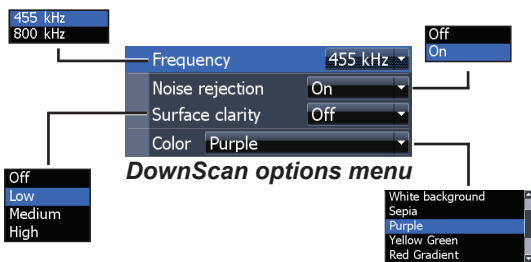 455 kHz
800 kHz
Off
On
Frequency 455 kHz
Noise rejection On
Surface clarity Off
Color Purple
DownScan options menu
Off
Low
Medium
High
White background
Sepia
Purple
Yellow Green
Red Gradient